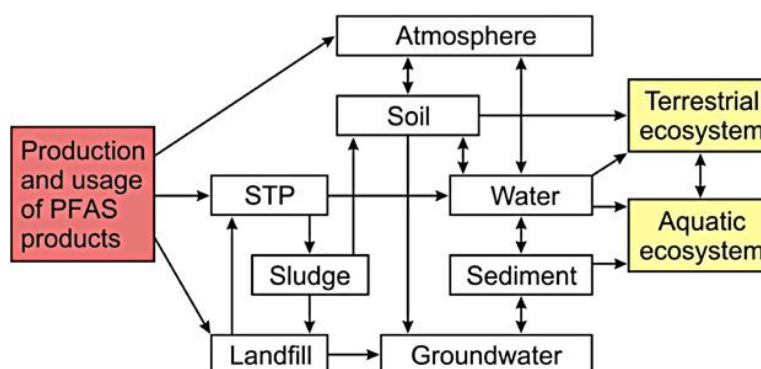 Atmosphere
Soil
Terrestrial
ecosystem
Production
and usage
of PFAS
products
STP
Water
Aquatic
ecosystem
Sludge
Sediment
Landfill
Groundwater